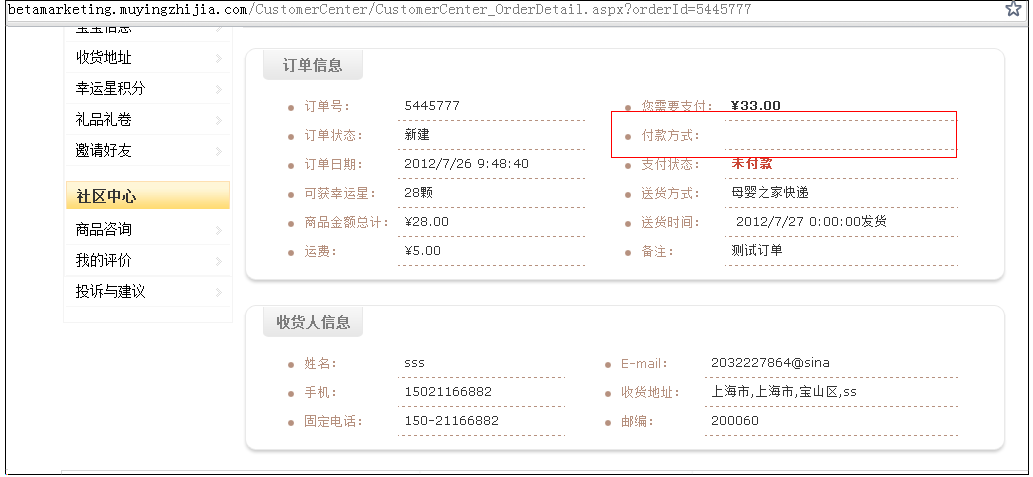 betamarketing.muyingzhijia.com/CustomerCenter/CustomerCenter_OrderDetail.aspx?orderId=5445777
宝宝信息
收货地址
幸运星积分
礼品礼卷
邀请好友
社区中心
商品咨询
我的评价
投诉与建议
订单信息
订单号: 5445777 您需要支付: ¥33.00
订单状态: 新建 付款方式:
订单日期: 2012/7/26 9:48:40 支付状态: 未付款
可获幸运星: 28颗 送货方式: 母婴之家快递
商品金额总计: ¥28.00 送货时间: 2012/7/27 0:00:00发货
运费: ¥5.00 备注: 测试订单
收货人信息
姓名: sss E-mail: 2032227864@sina
手机: 15021166882 收货地址: 上海市,上海市,宝山区,ss
固定电话: 150-21166882 邮编: 200060